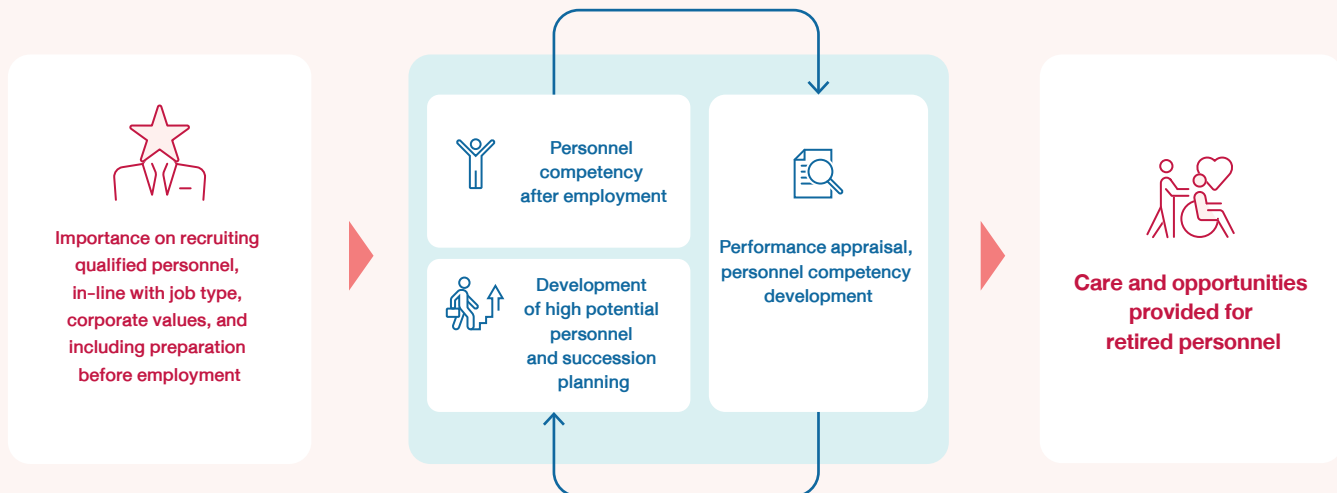 Importance on recruiting
qualified personnel,
in-line with job type,
corporate values, and
including preparation
before employment
Personnel
competency
after employment
Development
of high potential
personnel
and succession
planning
Performance appraisal,
personnel competency
development
Care and opportunities
provided for
retired personnel